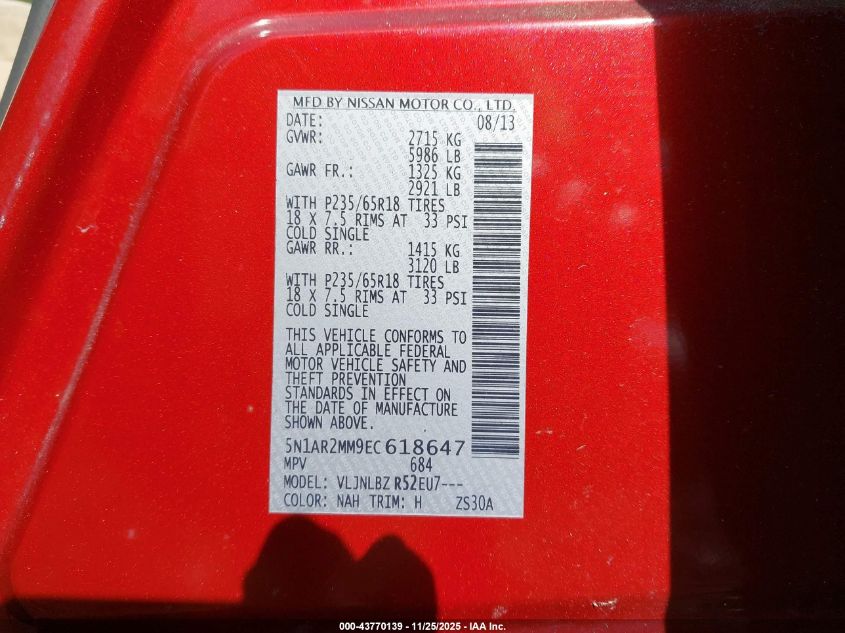 MFD BY NISSAN MOTOR CO., LTD.
DATE: 08/13
GVWR: 2715 KG
5986 LB
GAWR FR.: 1325 KG
2921 LB
WITH P235/65R18 TIRES
18 X 7.5 RIMS AT 33 PSI
COLD SINGLE
GAWR RR.: 1415 KG
3120 LB
WITH P235/65R18 TIRES
18 X 7.5 RIMS AT 33 PSI
COLD SINGLE
THIS VEHICLE CONFORMS TO
ALL APPLICABLE FEDERAL
MOTOR VEHICLE SAFETY AND
THEFT PREVENTION
STANDARDS IN EFFECT ON
THE DATE OF MANUFACTURE
SHOWN ABOVE.
5N1AR2MM9EC618647
MPV 684
MODEL: VLJNLBZ R52EU7---
COLOR: NAH TRIM: H ZS30A
000-43770139 - 11/25/2025 - IAA Inc.